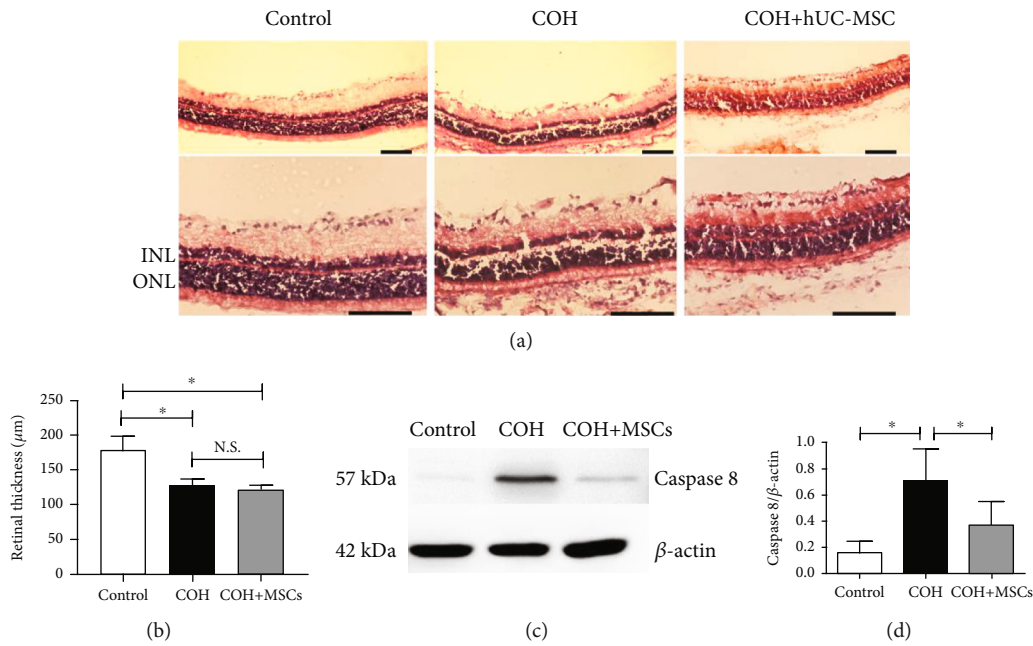 Control COH COH+hUC-MSC
INL
ONL
(a)
Retinal thickness (μm)
250
200
150
100
50
0
*
*
N.S.
Control COH COH+MSCs
(b)
Control COH COH+MSCs
57 kDa Caspase 8
42 kDa β-actin
(c)
Caspase 8/β-actin
1.0
0.8
0.6
0.4
0.2
0.0
* *
Control COH COH+MSCs
(d)